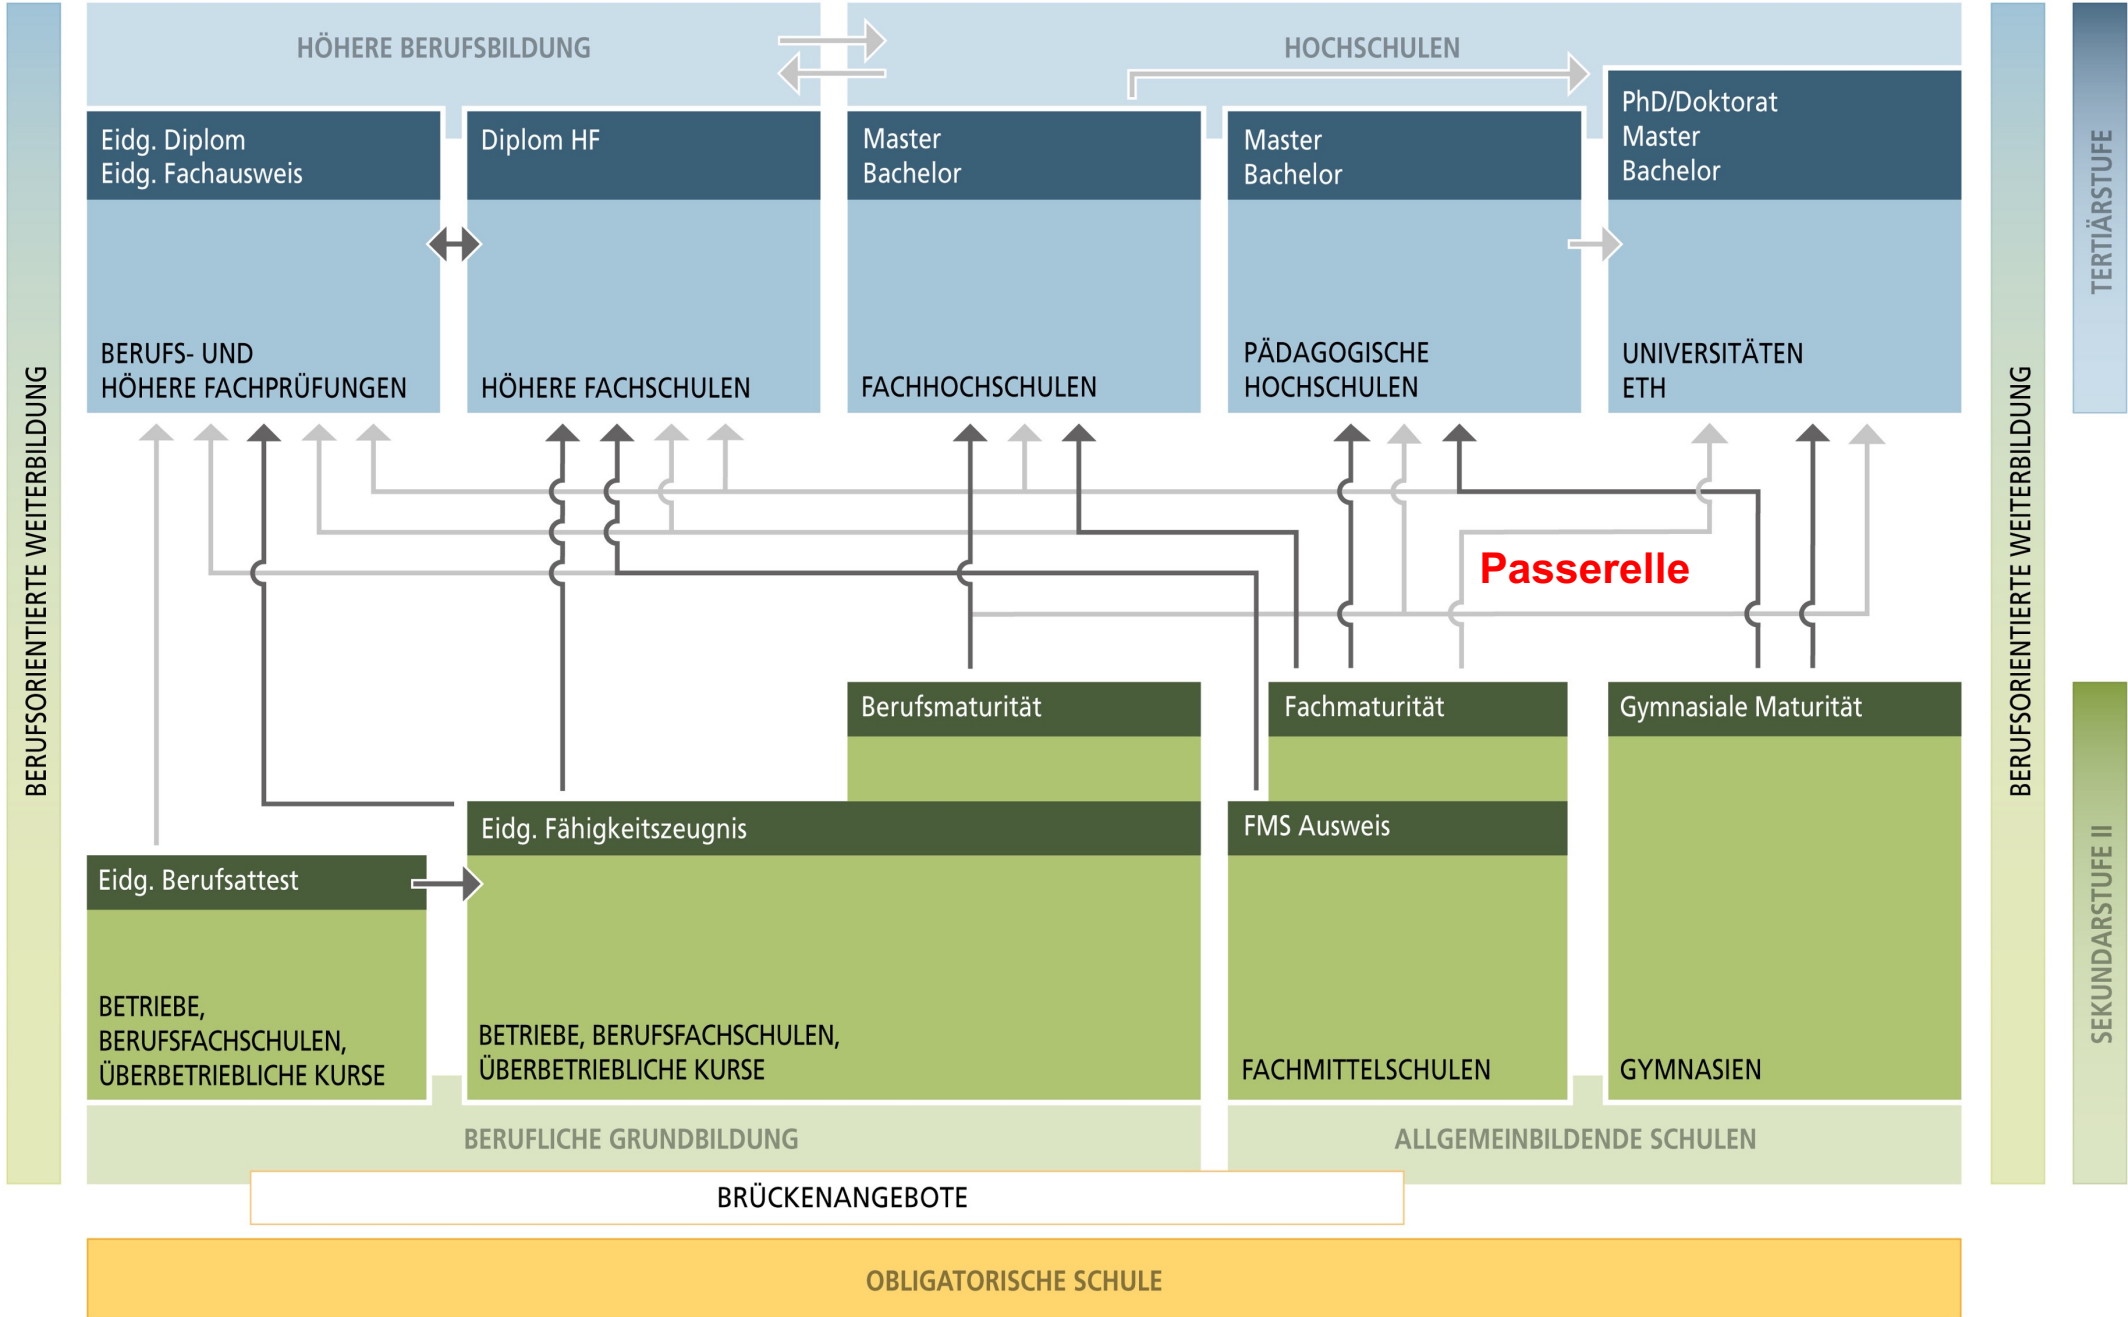 HÖHERE BERUFSBILDUNG
HOCHSCHULEN
Eidg. Diplom
Eidg. Fachausweis
BERUFS- UND
HÖHERE FACHPRÜFUNGEN
Diplom HF
HÖHERE FACHSCHULEN
Master
Bachelor
FACHHOCHSCHULEN
Master
Bachelor
PÄDAGOGISCHE
HOCHSCHULEN
PhD/Doktorat
Master
Bachelor
UNIVERSITÄTEN
ETH
BERUFSORIENTIERTE WEITERBILDUNG
BERUFSORIENTIERTE WEITERBILDUNG
TERTIÄRSTUFE
SEKUNDARSTUFE II
Passerelle
Berufsmaturität
Fachmaturität
Gymnasiale Maturität
Eidg. Fähigkeitszeugnis
FMS Ausweis
Eidg. Berufsattest
BETRIEBE,
BERUFSFACHSCHULEN,
ÜBERBETRIEBLICHE KURSE
BETRIEBE, BERUFSFACHSCHULEN,
ÜBERBETRIEBLICHE KURSE
FACHMITTELSCHULEN
GYMNASIEN
BERUFLICHE GRUNDBILDUNG
ALLGEMEINBILDENDE SCHULEN
BRÜCKENANGEBOTE
OBLIGATORISCHE SCHULE